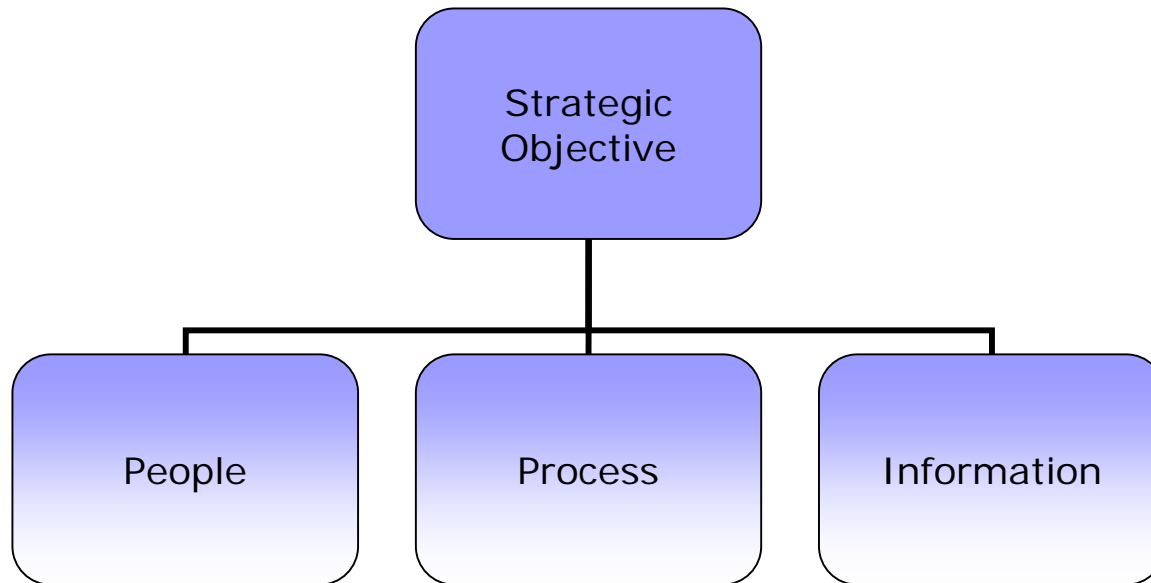 Strategic
Objective
People
Process
Information